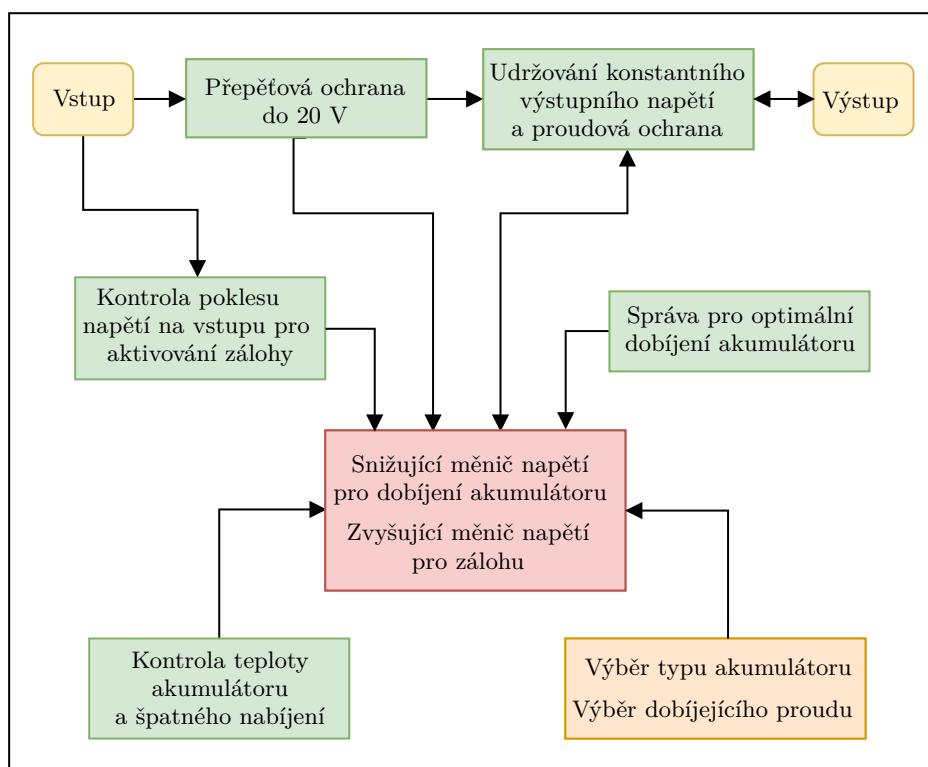 Vstup
Přepěťová ochrana
do 20 V
Udržování konstantního
výstupního napětí
a proudová ochrana
Výstup
Kontrola poklesu
napětí na vstupu pro
aktivování zálohy
Správa pro optimální
dobíjení akumulátoru
Snižující měnič napětí
pro dobíjení akumulátoru
Zvyšující měnič napětí
pro zálohu
Kontrola teploty
akumulátoru
a špatného nabíjení
Výběr typu akumulátoru
Výběr dobíjejícího proudu